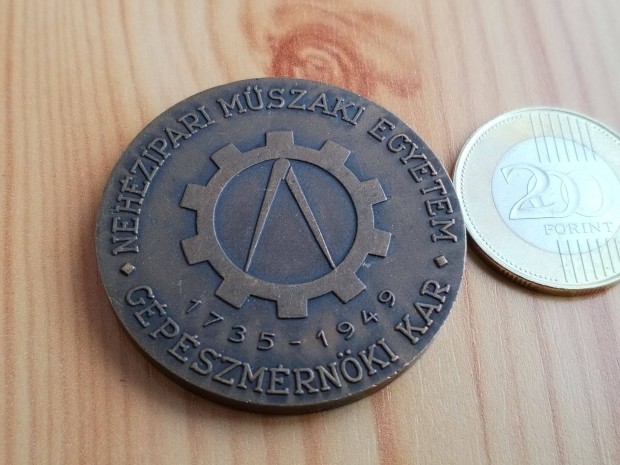 NEHÉZIPARI MŰSZAKI EGYETEM
1735-1949
GÉPÉSZMÉRNÖKI KAR
200
FORINT